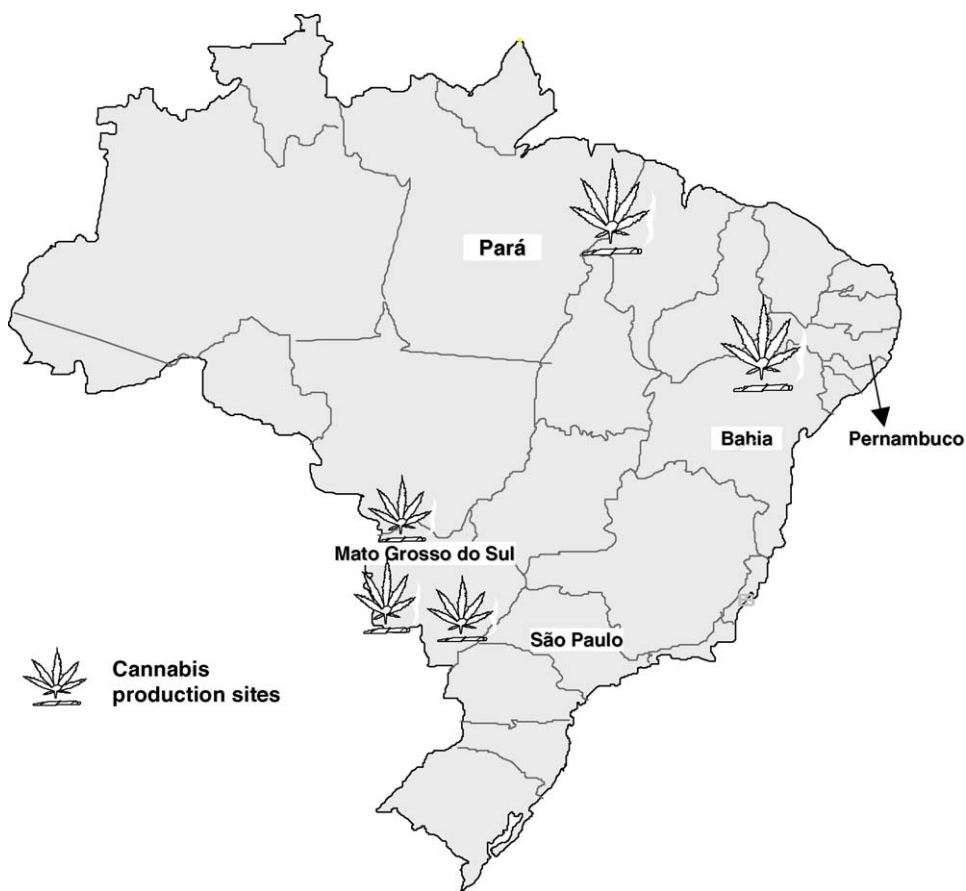 Pará
Bahia
Pernambuco
Mato Grosso do Sul
São Paulo
Cannabis
production sites